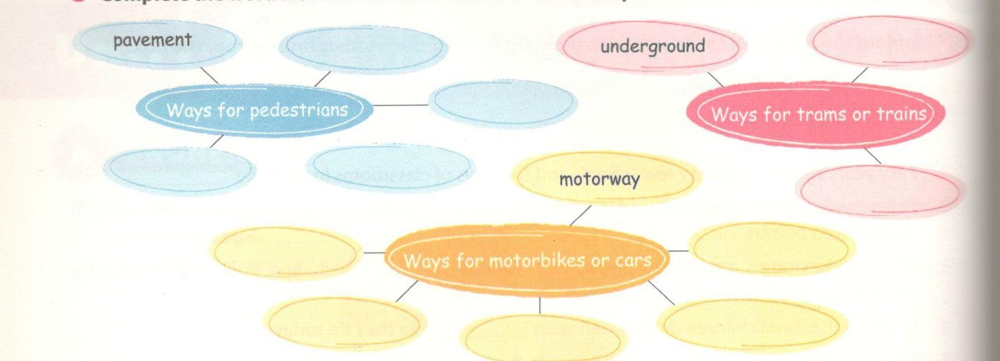 pavement
underground
Ways for pedestrians
Ways for trams or trains
motorway
Ways for motorbikes or cars